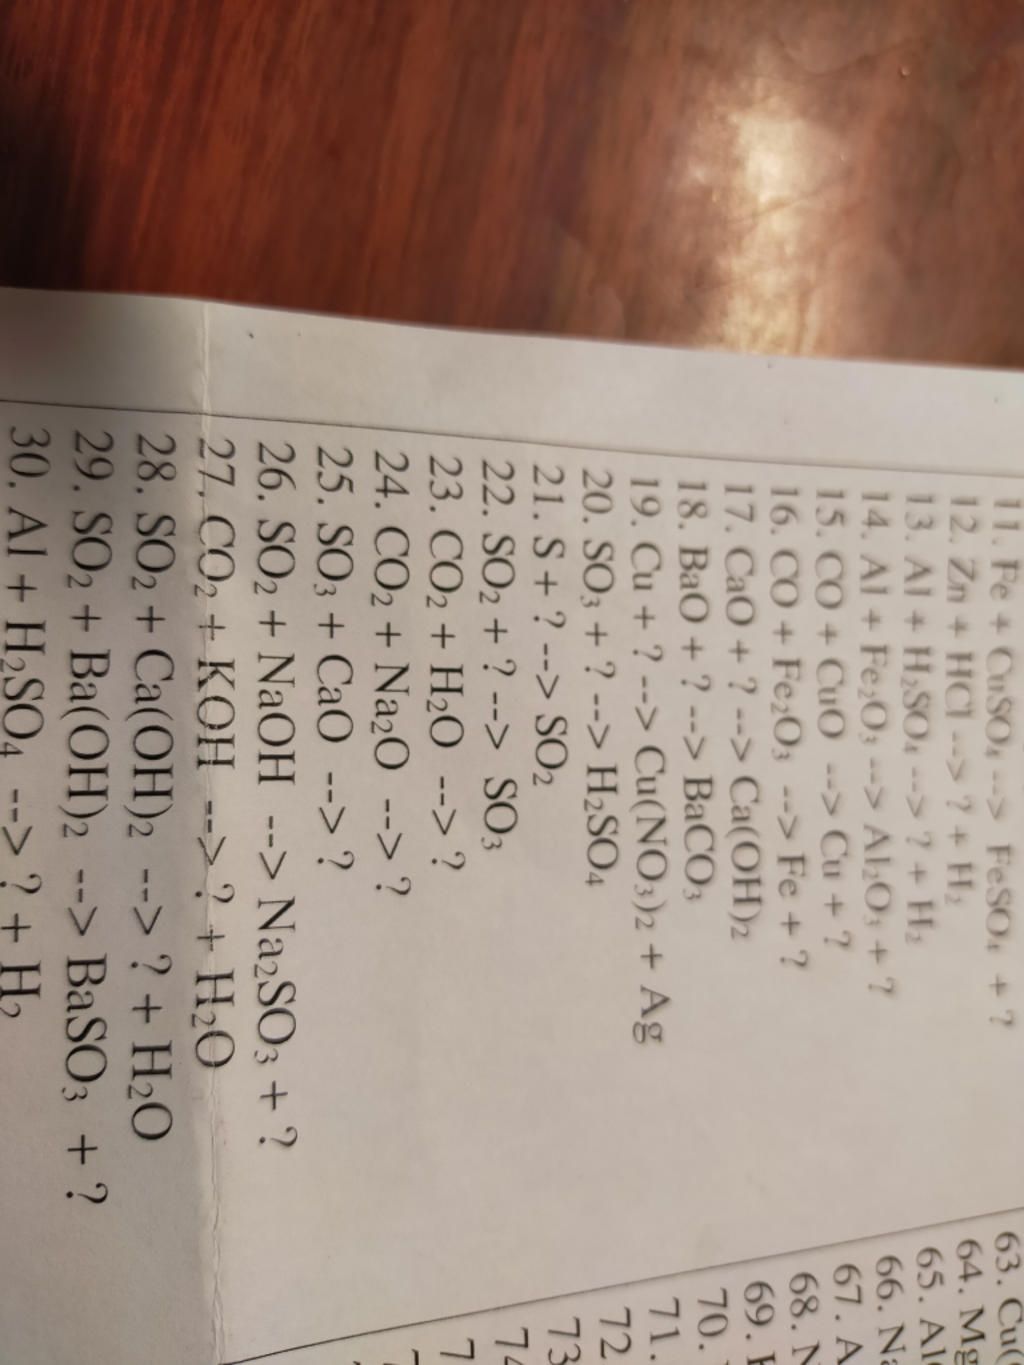 11. Fe + CuSO₄ --> FeSO₄ + ?
12. Zn + HCl --> ? + H₂
13. Al + H₂SO₄ --> ? + H₂
14. Al + Fe₂O₃ --> Al₂O₃ + ?
15. CO + CuO --> Cu + ?
16. CO + Fe₂O₃ --> Fe + ?
17. CaO + ? --> Ca(OH)₂
18. BaO + ? --> BaCO₃
19. Cu + ? --> Cu(NO₃)₂ + Ag
20. SO₃ + ? --> H₂SO₄
21. S + ? --> SO₂
22. SO₂ + ? --> SO₃
23. CO₂ + H₂O --> ?
24. CO₂ + Na₂O --> ?
25. SO₃ + CaO --> ?
26. SO₂ + NaOH --> Na₂SO₃ + ?
27. CO₂ + KOH --> ? + H₂O
28. SO₂ + Ca(OH)₂ --> ? + H₂O
29. SO₂ + Ba(OH)₂ --> BaSO₃ + ?
30. Al + H₂SO₄ --> ? + H₂
63. Cu(
64. Mg
65. Al
66. Na
67. A
68. N
69.
70.
71.
72
73
74